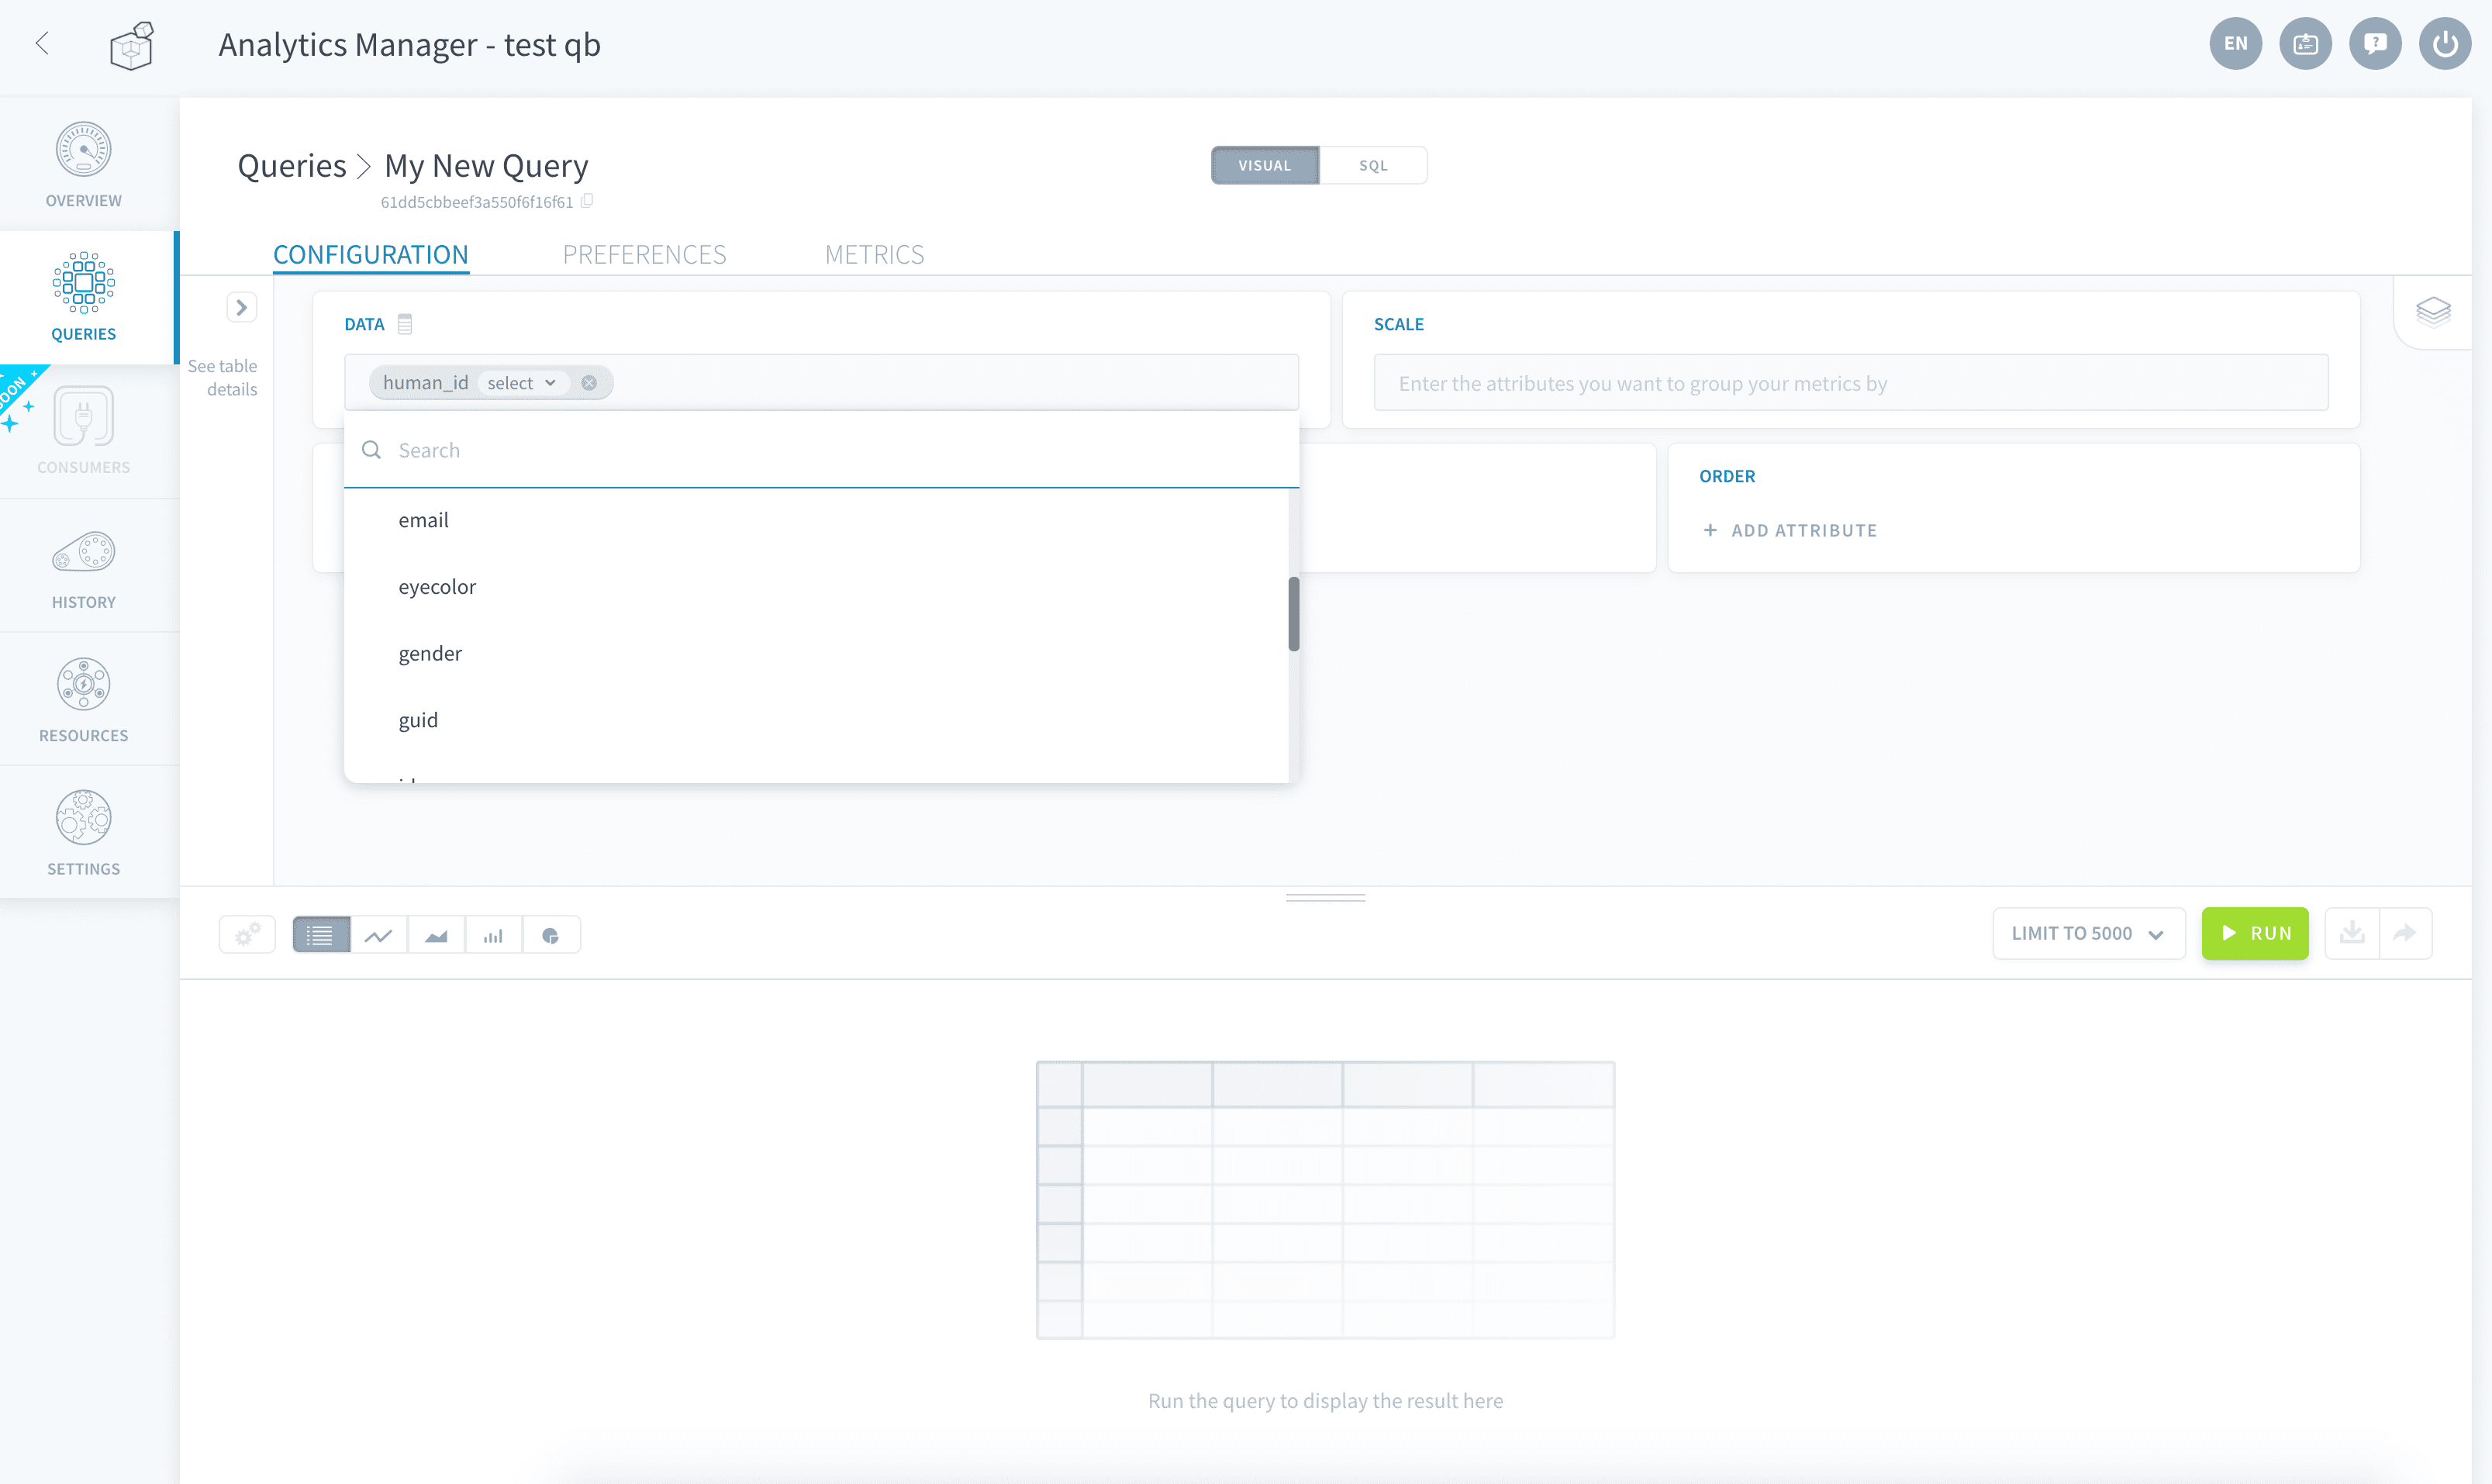 Analytics Manager - test qb
EN
OVERVIEW
QUERIES
CONSUMERS
HISTORY
RESOURCES
SETTINGS
Queries > My New Query
61dd5cbbeef3a550f6f16f61
VISUAL
SQL
CONFIGURATION
PREFERENCES
METRICS
See table
details
DATA
human_id select
Search
email
eyecolor
gender
guid
SCALE
Enter the attributes you want to group your metrics by
ORDER
+ ADD ATTRIBUTE
LIMIT TO 5000
RUN
Run the query to display the result here